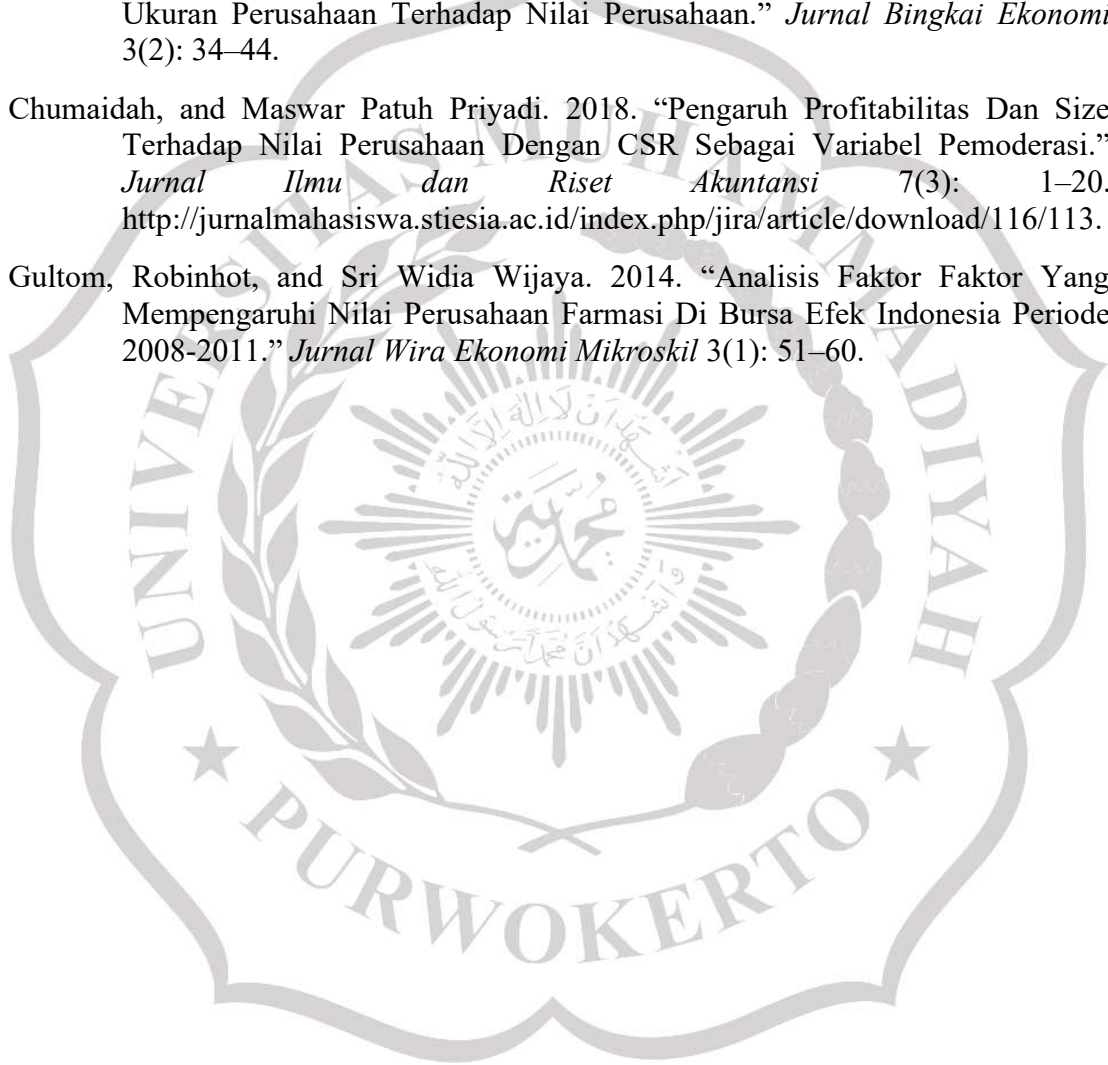 Ukuran Perusahaan Terhadap Nilai Perusahaan.” Jurnal Bingkai Ekonomi
3(2): 34–44.
Chumaidah, and Maswar Patuh Priyadi. 2018. “Pengaruh Profitabilitas Dan Size
Terhadap Nilai Perusahaan Dengan CSR Sebagai Variabel Pemoderasi.”
Jurnal Ilmu dan Riset Akuntansi 7(3): 1–20.
http://jurnalmahasiswa.stiesia.ac.id/index.php/jira/article/download/116/113.
Gultom, Robinhot, and Sri Widia Wijaya. 2014. “Analisis Faktor Faktor Yang
Mempengaruhi Nilai Perusahaan Farmasi Di Bursa Efek Indonesia Periode
2008-2011.” Jurnal Wira Ekonomi Mikroskil 3(1): 51–60.
UNIVERSITAS MUHAMMADIYAH
أَشْهَدُ أَنْ لَا إِلٰهَ إِلَّا اللّٰهُ
محمدية
وَأَشْهَدُ أَنَّ مُحَمَّدًا رَسُولُ اللّٰهِ
PURWOKERTO